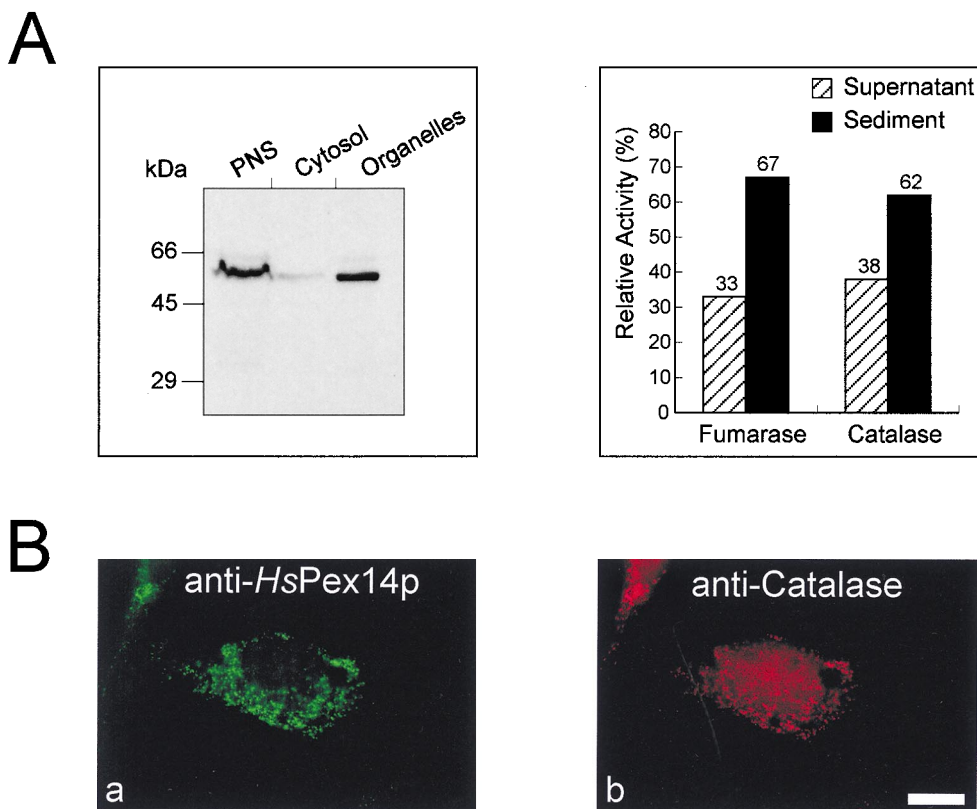 A
kDa
PNS
Cytosol
Organelles
66
45
29
Supernatant
Sediment
Relative Activity (%)
80
70
60
50
40
30
20
10
0
33
67
38
62
Fumarase
Catalase
B
anti-HsPex14p
a
anti-Catalase
b